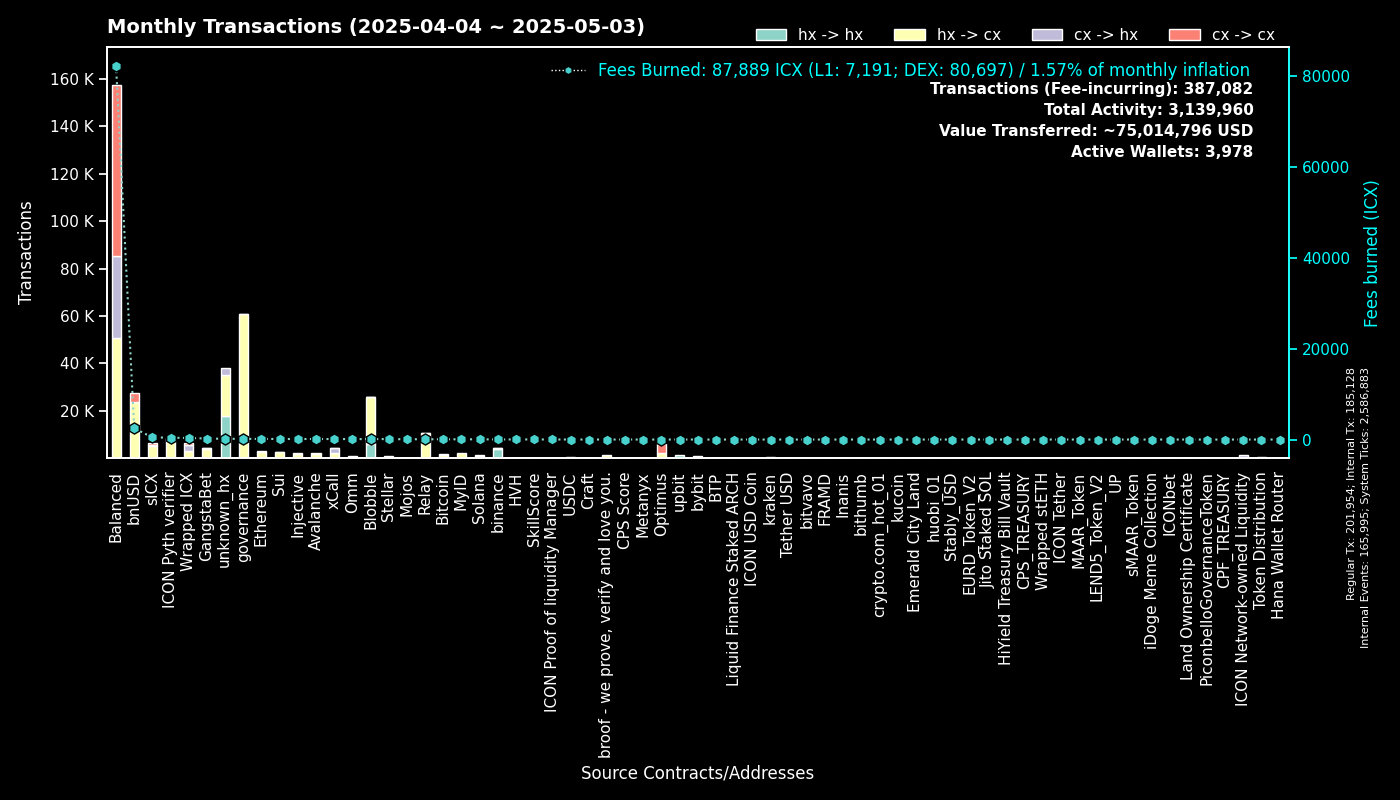 Monthly Transactions (2025-04-04 ~ 2025-05-03)
hx -> hx
hx -> cx
cx -> hx
cx -> cx
Fees Burned: 87,889 ICX (L1: 7,191; DEX: 80,697) / 1.57% of monthly inflation
Transactions (Fee-incurring): 387,082
Total Activity: 3,139,960
Value Transferred: ~75,014,796 USD
Active Wallets: 3,978
Transactions
160 K
140 K
120 K
100 K
80 K
60 K
40 K
20 K
80000
60000
40000
20000
0
Fees burned (ICX)
Regular Tx: 201,954; Internal Tx: 185,128
Internal Events: 165,995; System Ticks: 2,586,883
Balanced
bnUSD
sICX
ICON Pyth verifier
Wrapped ICX
GangstaBet
unknown_hx
governance
Ethereum
Sui
Injective
Avalanche
xCall
Omm
Blobble
Stellar
Mojos
Relay
Bitcoin
MyID
Solana
binance
HVH
SkillScore
ICON Proof of liquidity Manager
USDC
Craft
broof - we prove, verify and love you.
CPS Score
Metanyx
Optimus
upbit
bybit
BTP
Liquid Finance Staked ARCH
ICON USD Coin
kraken
Tether USD
bitvavo
FRAMD
Inanis
bithumb
crypto.com_hot_01
kucoin
Emerald City Land
huobi_01
Stably_USD
EURD_Token_V2
Jito Staked SOL
HiYield Treasury Bill Vault
CPS_TREASURY
Wrapped stETH
ICON Tether
MAAR_Token
LEND5_Token_V2
UP
sMAAR_Token
iDoge Meme Collection
ICONbet
Land Ownership Certificate
PiconbelloGovernanceToken
CPF_TREASURY
ICON Network-owned Liquidity
Token Distribution
Hana Wallet Router
Source Contracts/Addresses